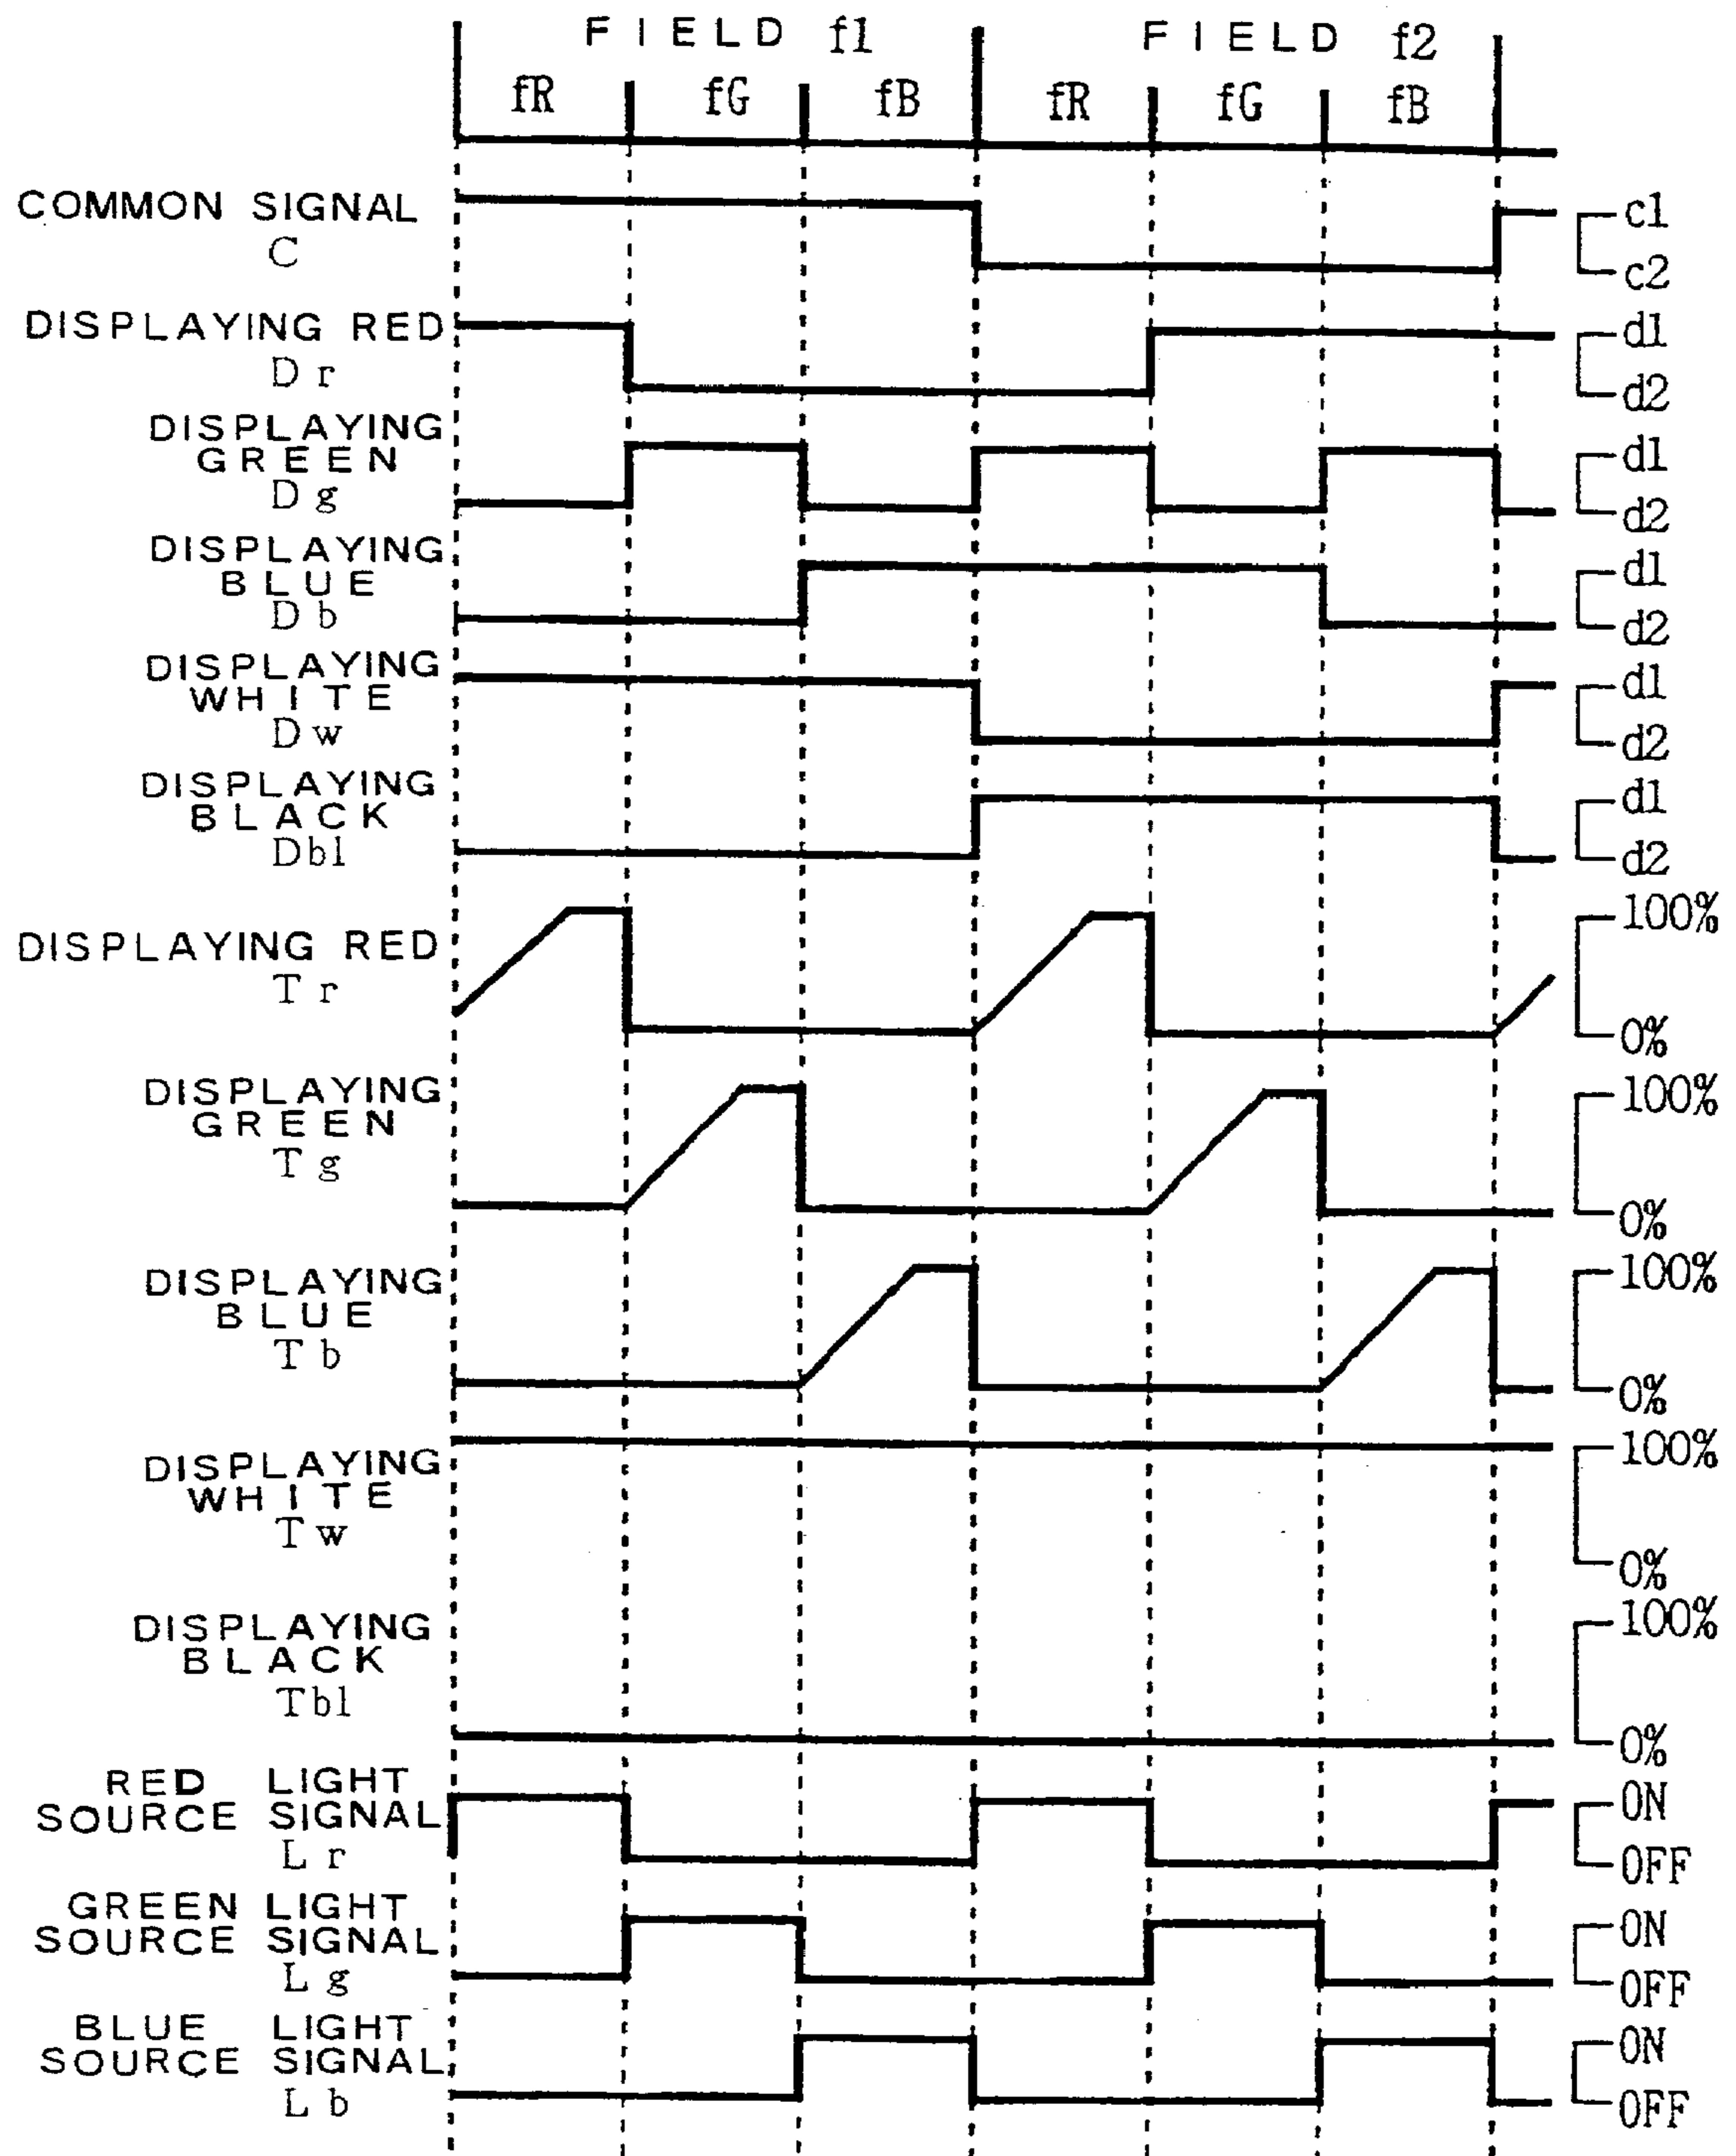 FIELD f1 FIELD f2
fR fG fB fR fG fB
COMMON SIGNAL
C
c1
c2
DISPLAYING RED
Dr
d1
d2
DISPLAYING
GREEN
Dg
d1
d2
DISPLAYING
BLUE
Db
d1
d2
DISPLAYING
WHITE
Dw
d1
d2
DISPLAYING
BLACK
Dbl
d1
d2
DISPLAYING RED
Tr
100%
0%
DISPLAYING
GREEN
Tg
100%
0%
DISPLAYING
BLUE
Tb
100%
0%
DISPLAYING
WHITE
Tw
100%
0%
DISPLAYING
BLACK
Tbl
100%
0%
RED LIGHT
SOURCE SIGNAL
Lr
ON
OFF
GREEN LIGHT
SOURCE SIGNAL
Lg
ON
OFF
BLUE LIGHT
SOURCE SIGNAL
Lb
ON
OFF